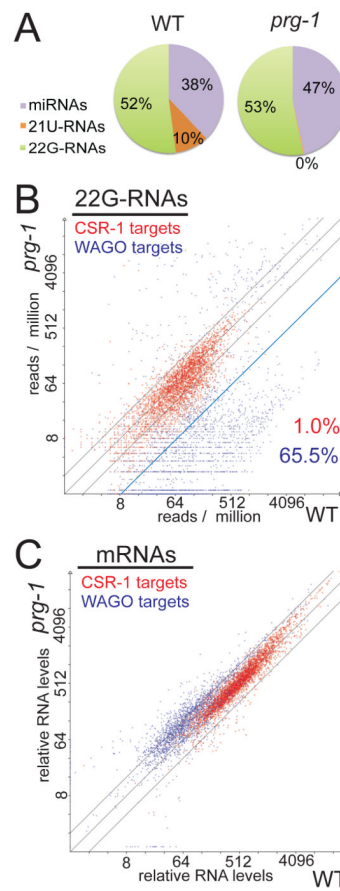 A
WT
prg-1
miRNAs
21U-RNAs
22G-RNAs
38%
52%
10%
47%
53%
0%
B
22G-RNAs
CSR-1 targets
WAGO targets
prg-1
reads / million
4096
512
64
8
1.0%
65.5%
8
64
512
4096
reads / million
WT
C
mRNAs
CSR-1 targets
WAGO targets
prg-1
relative RNA levels
4096
512
64
8
8
64
512
4096
relative RNA levels
WT